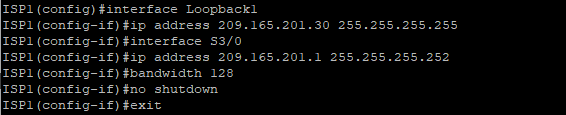 ISP1(config)#interface Loopback1
ISP1(config-if)#ip address 209.165.201.30 255.255.255.255
ISP1(config-if)#interface S3/0
ISP1(config-if)#ip address 209.165.201.1 255.255.255.252
ISP1(config-if)#bandwidth 128
ISP1(config-if)#no shutdown
ISP1(config-if)#exit